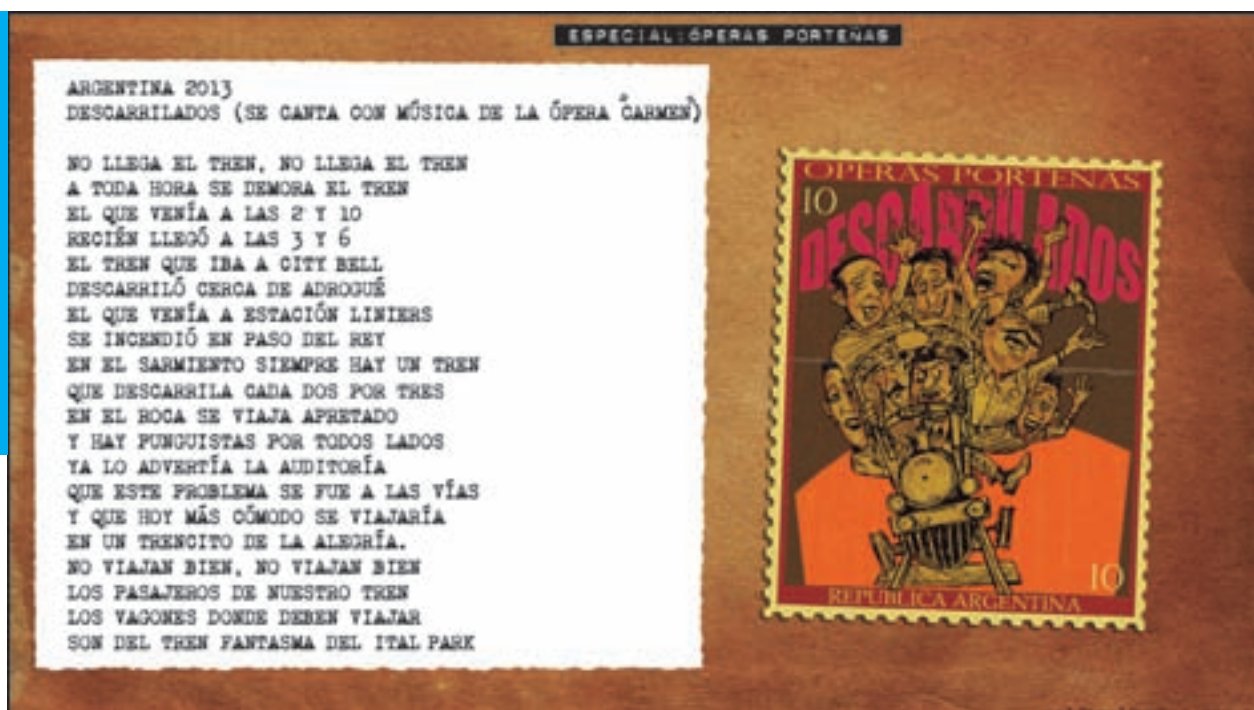 ESPECIAL:ÓPERAS PORTEÑAS
ARGENTINA 2013
DESCARRILADOS (SE CANTA CON MÚSICA DE LA ÓPERA "CARMEN")
NO LLEGA EL TREN, NO LLEGA EL TREN
A TODA HORA SE DEMORA EL TREN
EL QUE VENÍA A LAS 2 Y 10
RECIÉN LLEGÓ A LAS 3 Y 6
EL TREN QUE IBA A CITY BELL
DESCARRILÓ CERCA DE ADROGUÉ
EL QUE VENÍA A ESTACIÓN LINIERS
SE INCENDIÓ EN PASO DEL REY
EN EL SARMIENTO SIEMPRE HAY UN TREN
QUE DESCARRILA CADA DOS POR TRES
EN EL ROCA SE VIAJA APRETADO
Y HAY PUNGUISTAS POR TODOS LADOS
YA LO ADVERTÍA LA AUDITORÍA
QUE ESTE PROBLEMA SE FUE A LAS VÍAS
Y QUE HOY MÁS CÓMODO SE VIAJARÍA
EN UN TRENCITO DE LA ALEGRÍA.
NO VIAJAN BIEN, NO VIAJAN BIEN
LOS PASAJEROS DE NUESTRO TREN
LOS VAGONES DONDE DEBEN VIAJAR
SON DEL TREN FANTASMA DEL ITAL PARK
OPERAS PORTEÑAS
10
DESCARRILADOS
10
REPUBLICA ARGENTINA